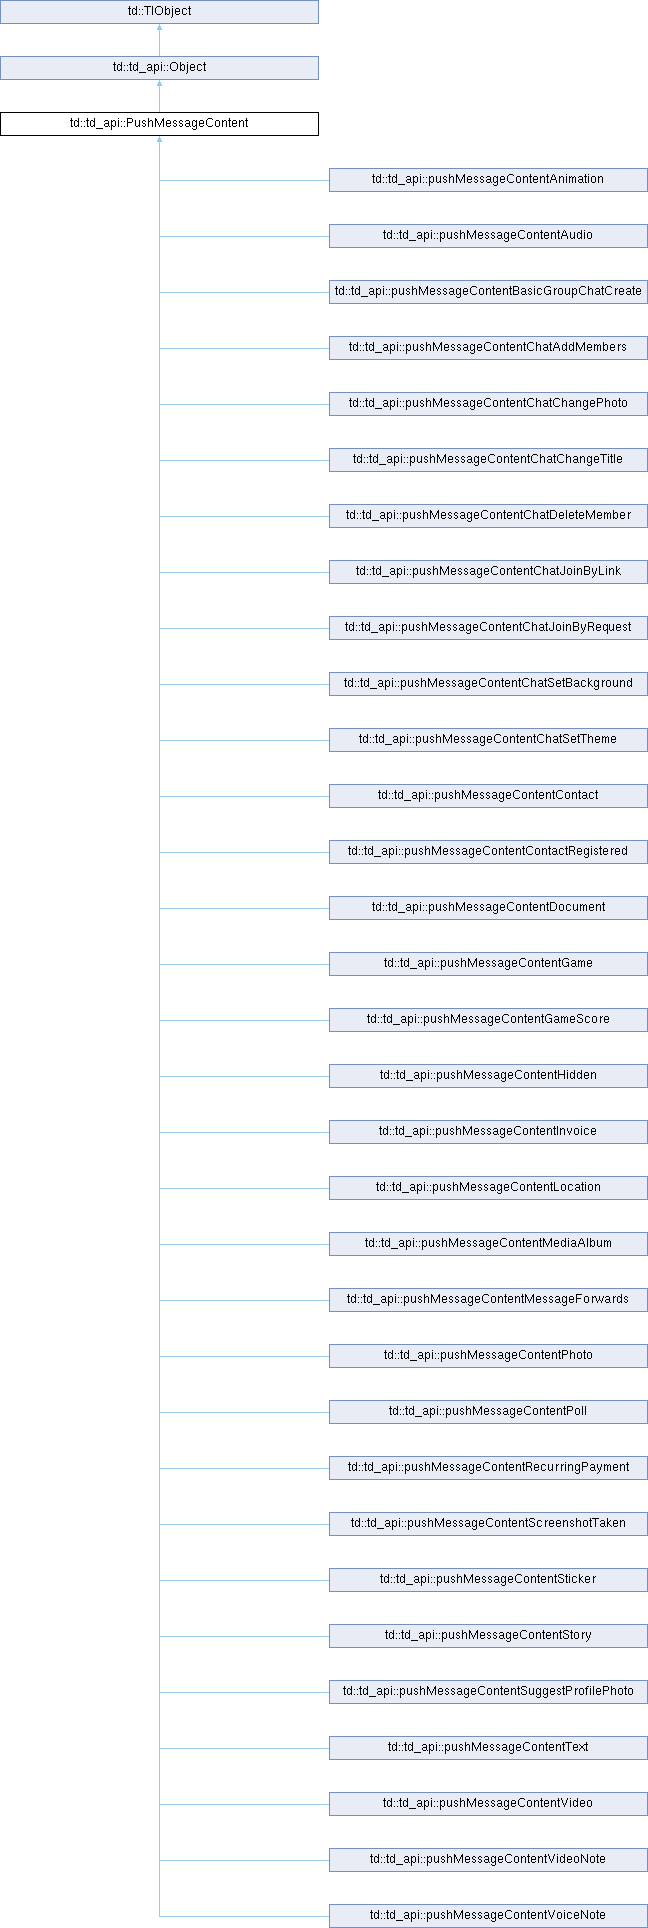 td::TlObject
td::td_api::Object
td::td_api::PushMessageContent
td::td_api::pushMessageContentAnimation
td::td_api::pushMessageContentAudio
td::td_api::pushMessageContentBasicGroupChatCreate
td::td_api::pushMessageContentChatAddMembers
td::td_api::pushMessageContentChatChangePhoto
td::td_api::pushMessageContentChatChangeTitle
td::td_api::pushMessageContentChatDeleteMember
td::td_api::pushMessageContentChatJoinByLink
td::td_api::pushMessageContentChatJoinByRequest
td::td_api::pushMessageContentChatSetBackground
td::td_api::pushMessageContentChatSetTheme
td::td_api::pushMessageContentContact
td::td_api::pushMessageContentContactRegistered
td::td_api::pushMessageContentDocument
td::td_api::pushMessageContentGame
td::td_api::pushMessageContentGameScore
td::td_api::pushMessageContentHidden
td::td_api::pushMessageContentInvoice
td::td_api::pushMessageContentLocation
td::td_api::pushMessageContentMediaAlbum
td::td_api::pushMessageContentMessageForwards
td::td_api::pushMessageContentPhoto
td::td_api::pushMessageContentPoll
td::td_api::pushMessageContentRecurringPayment
td::td_api::pushMessageContentScreenshotTaken
td::td_api::pushMessageContentSticker
td::td_api::pushMessageContentStory
td::td_api::pushMessageContentSuggestProfilePhoto
td::td_api::pushMessageContentText
td::td_api::pushMessageContentVideo
td::td_api::pushMessageContentVideoNote
td::td_api::pushMessageContentVoiceNote